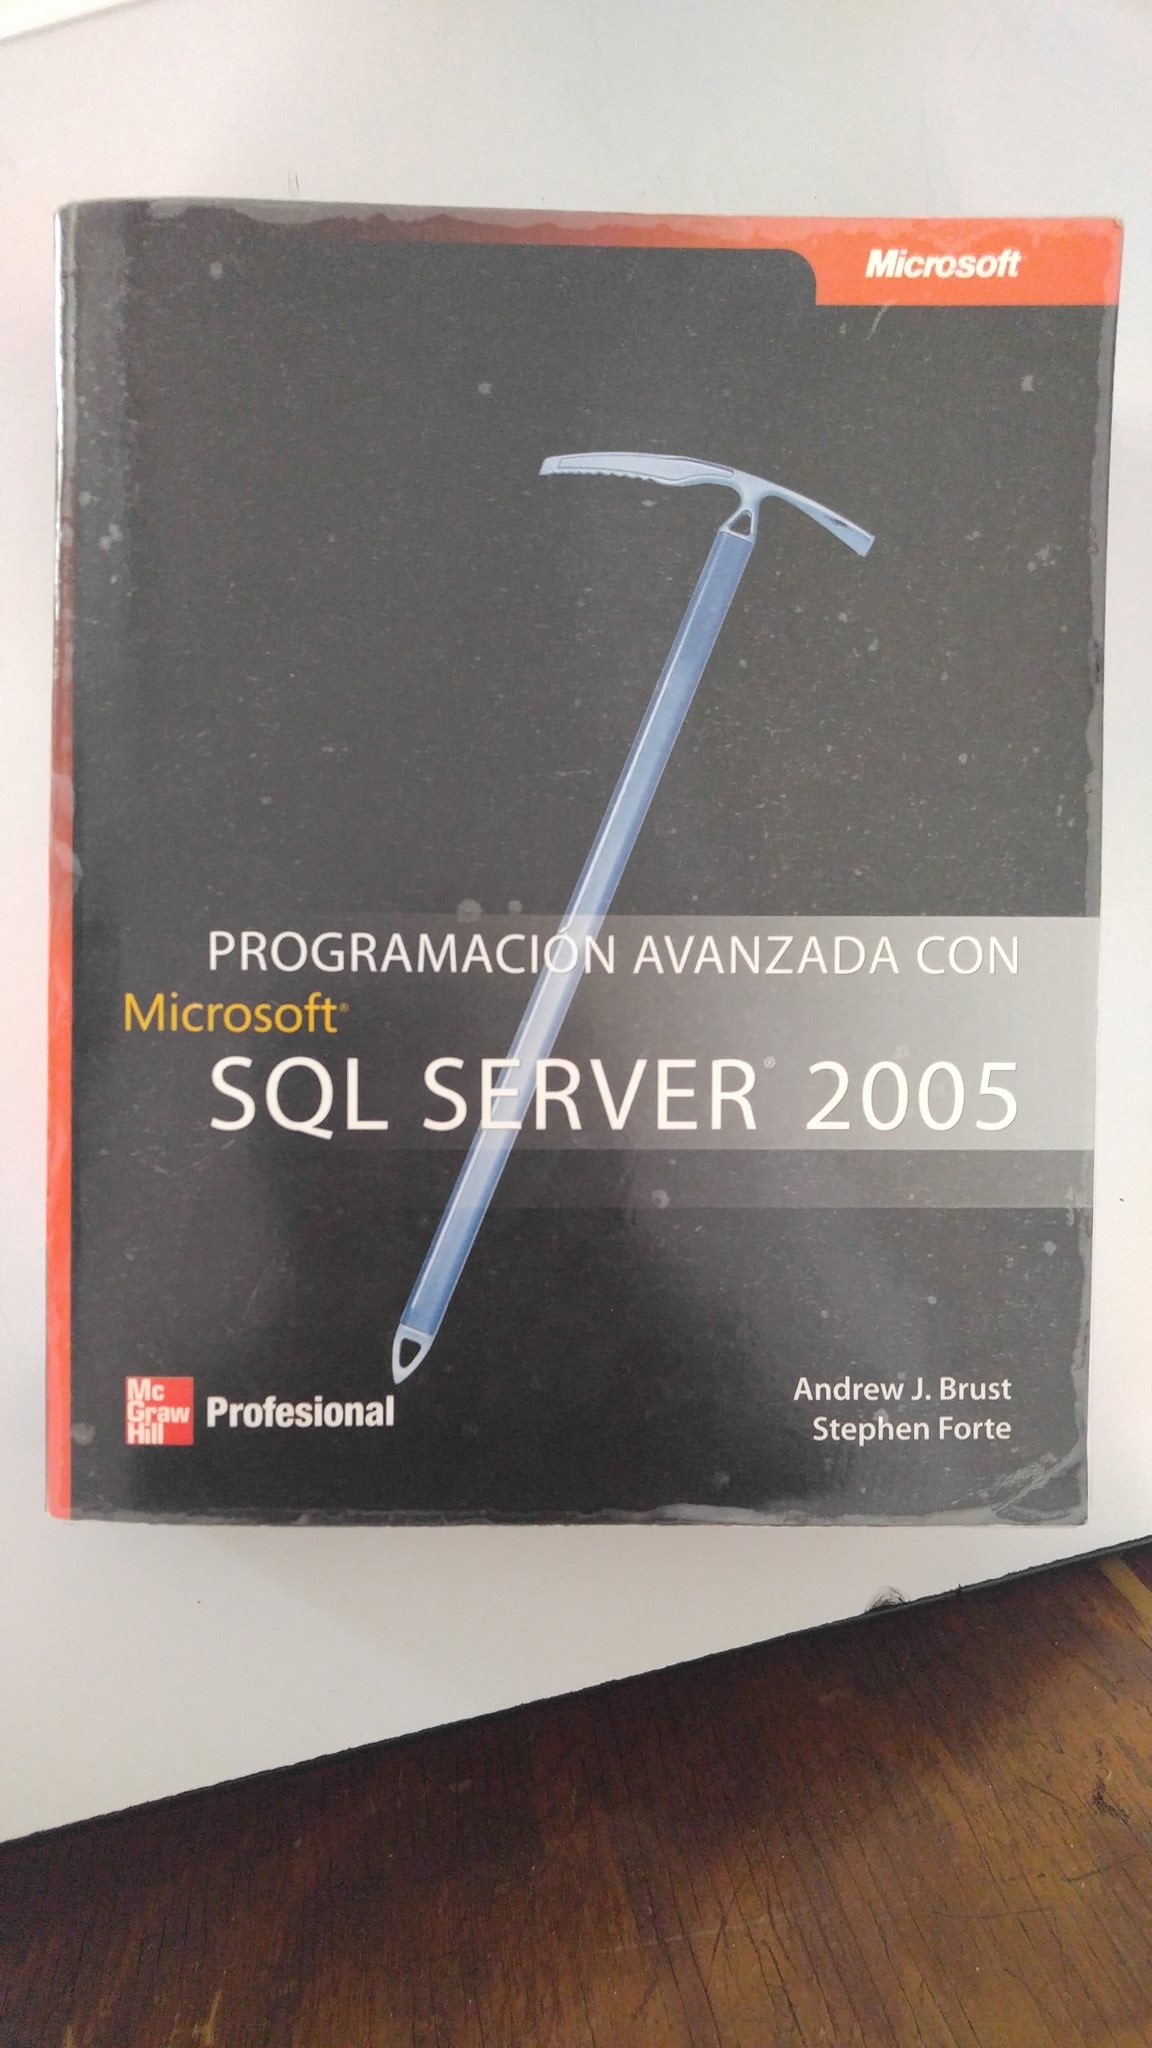 Microsoft
PROGRAMACIÓN AVANZADA CON
Microsoft®
SQL SERVER® 2005
Mc
Graw
Hill
Profesional
Andrew J. Brust
Stephen Forte